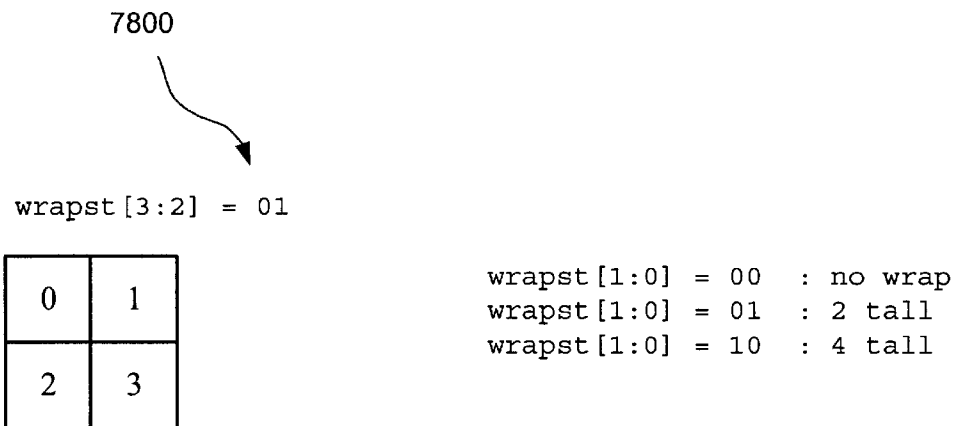 7800
wrapst[3:2] = 01
0 1
2 3
wrapst[1:0] = 00 : no wrap
wrapst[1:0] = 01 : 2 tall
wrapst[1:0] = 10 : 4 tall